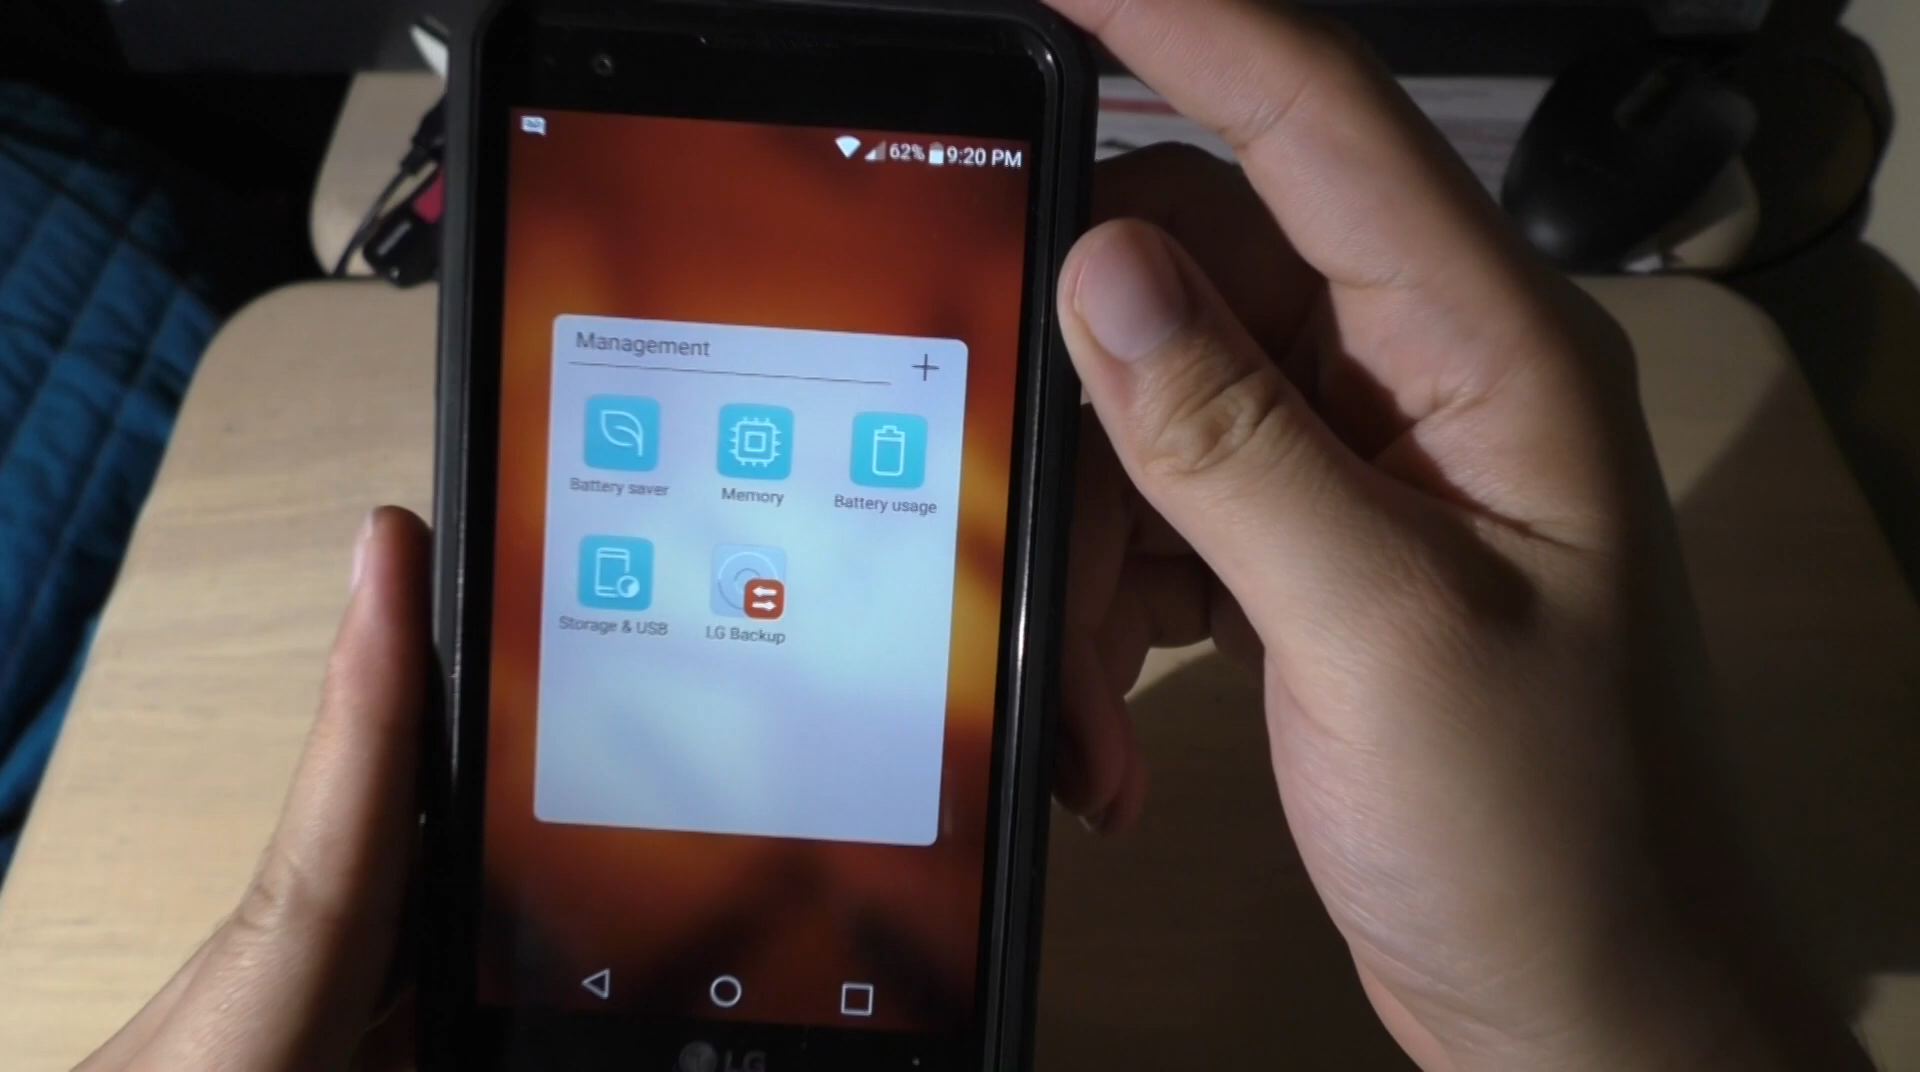 62% 9:20 PM
Management
Battery saver
Memory
Battery usage
Storage & USB
LG Backup
LG